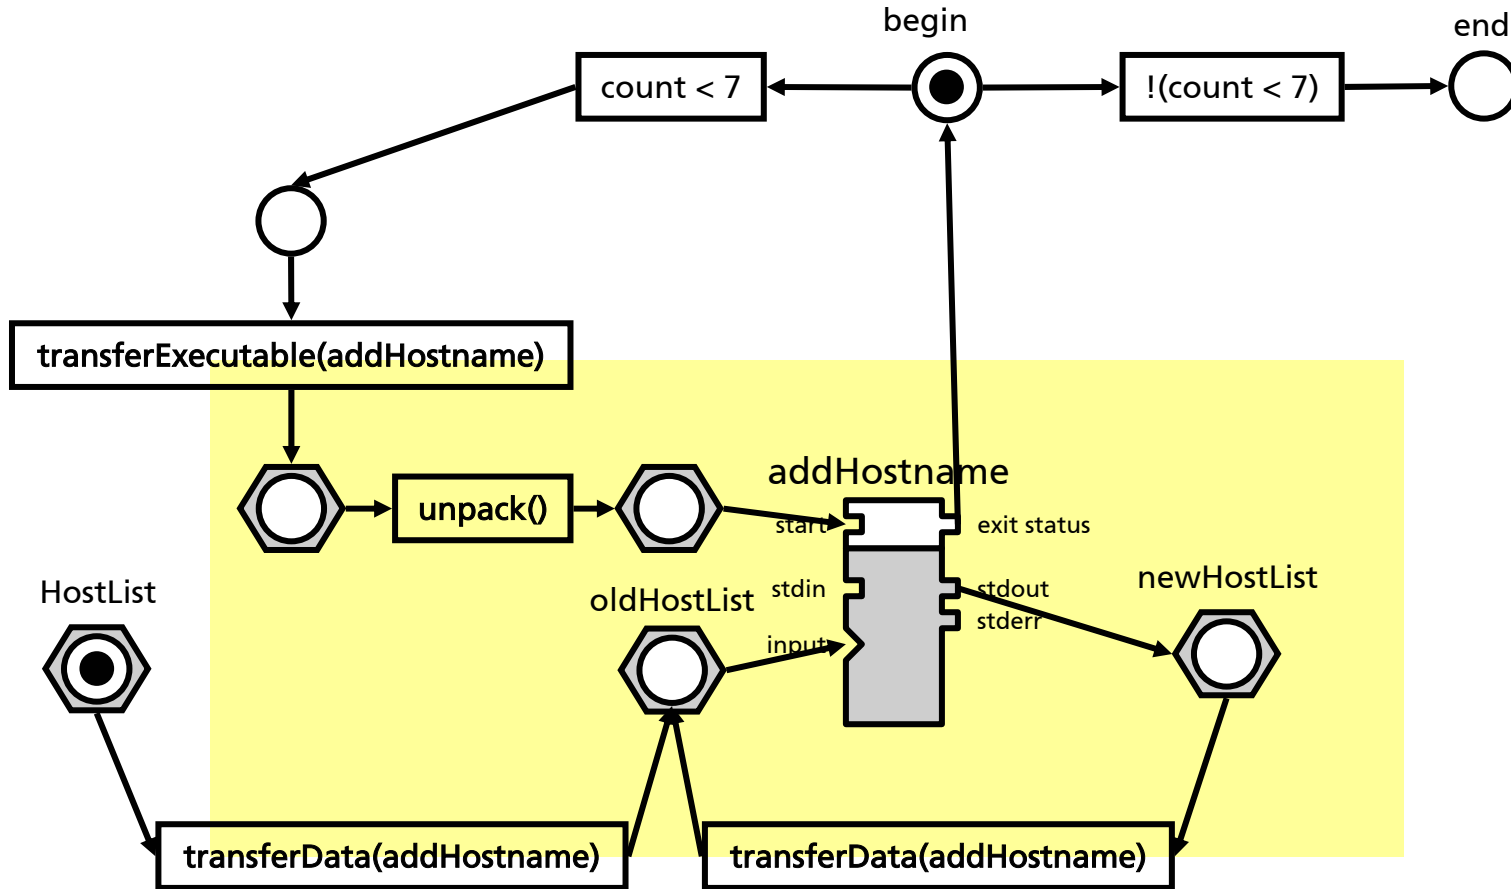 begin
end
count < 7
!(count < 7)
transferExecutable(addHostname)
addHostname
unpack()
start
exit status
HostList
oldHostList
stdin
stdout
newHostList
stderr
input
transferData(addHostname)
transferData(addHostname)